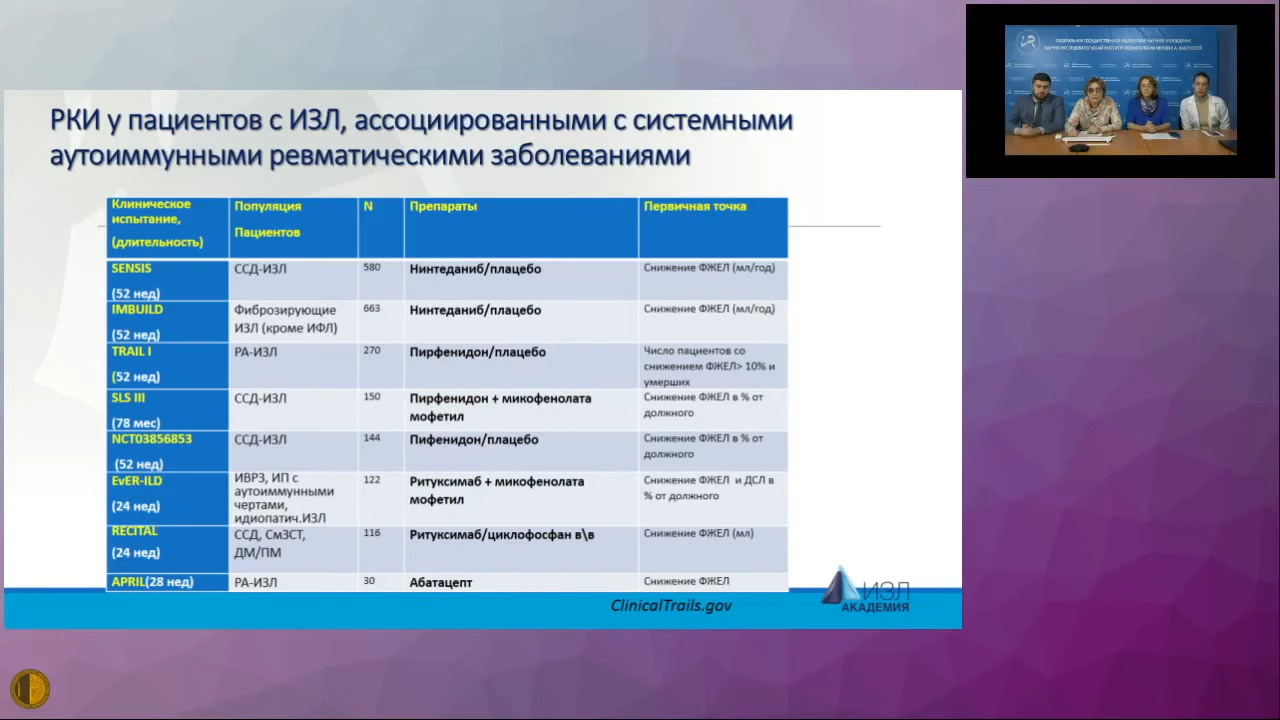 РКИ у пациентов с ИЗЛ, ассоциированными с системными
аутоиммунными ревматическими заболеваниями
Клиническое
испытание,
(длительность)
Популяция
Пациентов
N
Препараты
Первичная точка
SENSIS
(52 нед)
ССД-ИЗЛ
580
Нинтеданиб/плацебо
Снижение ФЖЕЛ (мл/год)
IMBUILD
(52 нед)
Фиброзирующие
ИЗЛ (кроме ИФЛ)
663
Нинтеданиб/плацебо
Снижение ФЖЕЛ (мл/год)
TRAIL I
(52 нед)
РА-ИЗЛ
270
Пирфенидон/плацебо
Число пациентов со
снижением ФЖЕЛ> 10% и
умерших
SLS III
(78 мес)
ССД-ИЗЛ
150
Пирфенидон + микофенолата
мофетил
Снижение ФЖЕЛ в % от
должного
NCT03856853
(52 нед)
ССД-ИЗЛ
144
Пифенидон/плацебо
Снижение ФЖЕЛ в % от
должного
EvER-ILD
(24 нед)
ИВРЗ, ИП с
аутоиммунными
чертами,
идиопатич.ИЗЛ
122
Ритуксимаб + микофенолата
мофетил
Снижение ФЖЕЛ и ДСЛ в
% от должного
RECITAL
(24 нед)
ССД, СмЗСТ,
ДМ/ПМ
116
Ритуксимаб/циклофосфан в\в
Снижение ФЖЕЛ (мл)
APRIL(28 нед)
РА-ИЗЛ
30
Абатацепт
Снижение ФЖЕЛ
ClinicalTrails.gov
ИЗЛ
АКАДЕМИЯ